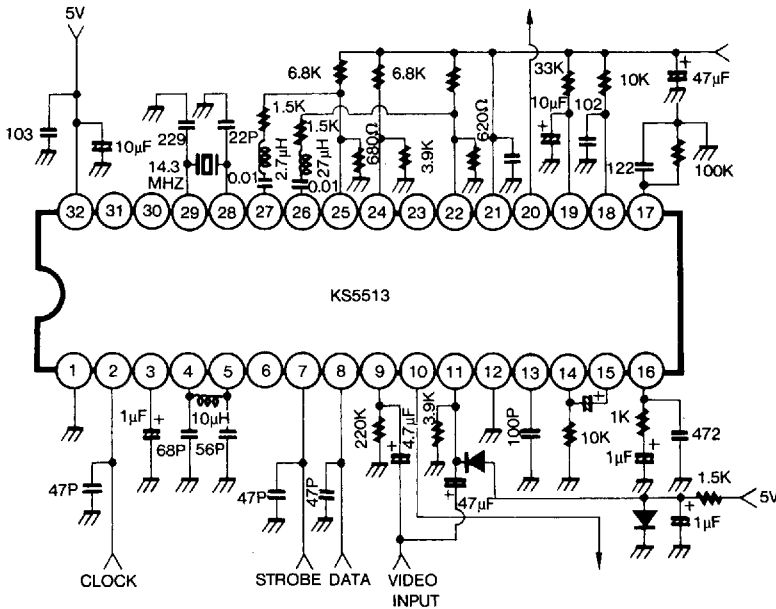 5V
103
10μF
229
22P
14.3
MHZ
0.01
1.5K
2.7μH
1.5K
27μH
0.01
6.8K
680Ω
6.8K
3.9K
620Ω
33K
10μF
102
10K
47μF
122
100K
32 31 30 29 28 27 26 25 24 23 22 21 20 19 18 17
KS5513
1 2 3 4 5 6 7 8 9 10 11 12 13 14 15 16
47P
1μF
68P
10μH
56P
47P
47P
220K
4.7μF
3.9K
47μF
100P
10K
1K
1μF
472
1.5K
5V
1μF
CLOCK
STROBE
DATA
VIDEO
INPUT